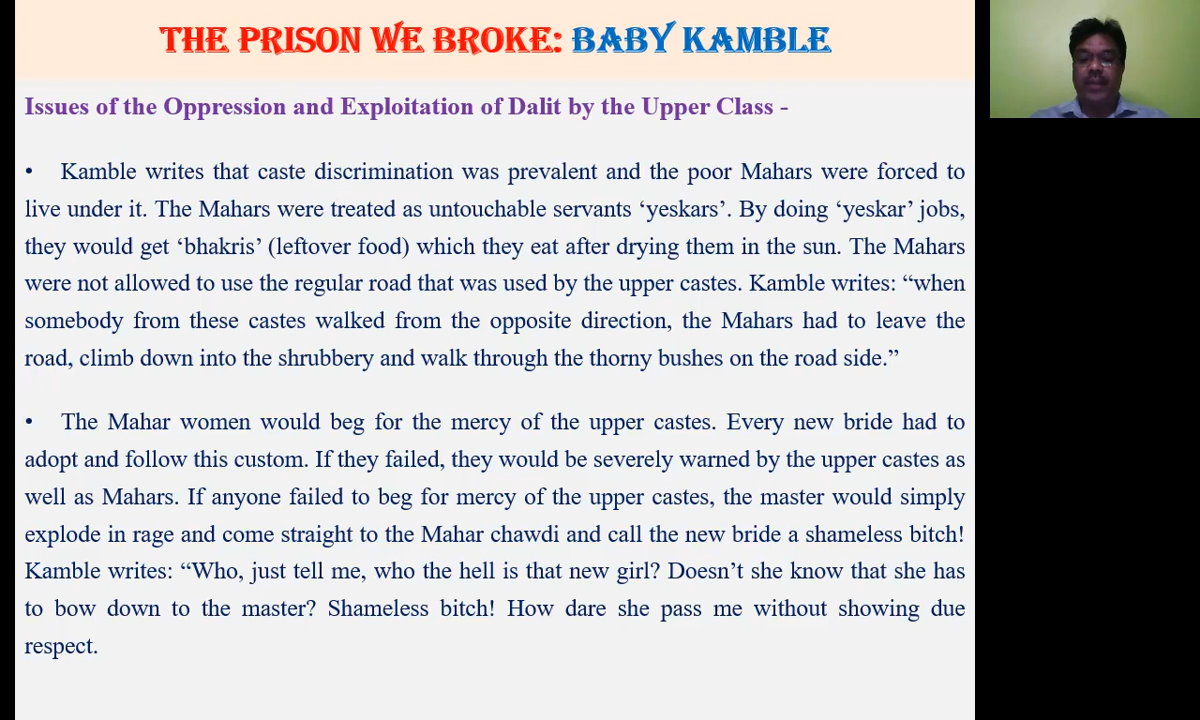 THE PRISON WE BROKE: BABY KAMBLE
Issues of the Oppression and Exploitation of Dalit by the Upper Class -
• Kamble writes that caste discrimination was prevalent and the poor Mahars were forced to
live under it. The Mahars were treated as untouchable servants ‘yeskars’. By doing ‘yeskar’ jobs,
they would get ‘bhakris’ (leftover food) which they eat after drying them in the sun. The Mahars
were not allowed to use the regular road that was used by the upper castes. Kamble writes: “when
somebody from these castes walked from the opposite direction, the Mahars had to leave the
road, climb down into the shrubbery and walk through the thorny bushes on the road side.”
• The Mahar women would beg for the mercy of the upper castes. Every new bride had to
adopt and follow this custom. If they failed, they would be severely warned by the upper castes as
well as Mahars. If anyone failed to beg for mercy of the upper castes, the master would simply
explode in rage and come straight to the Mahar chawdi and call the new bride a shameless bitch!
Kamble writes: “Who, just tell me, who the hell is that new girl? Doesn’t she know that she has
to bow down to the master? Shameless bitch! How dare she pass me without showing due
respect.